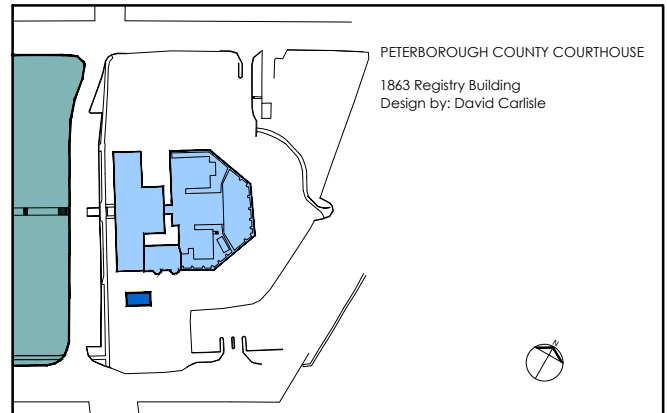 PETERBOROUGH COUNTY COURTHOUSE
1863 Registry Building
Design by: David Carlisle
N